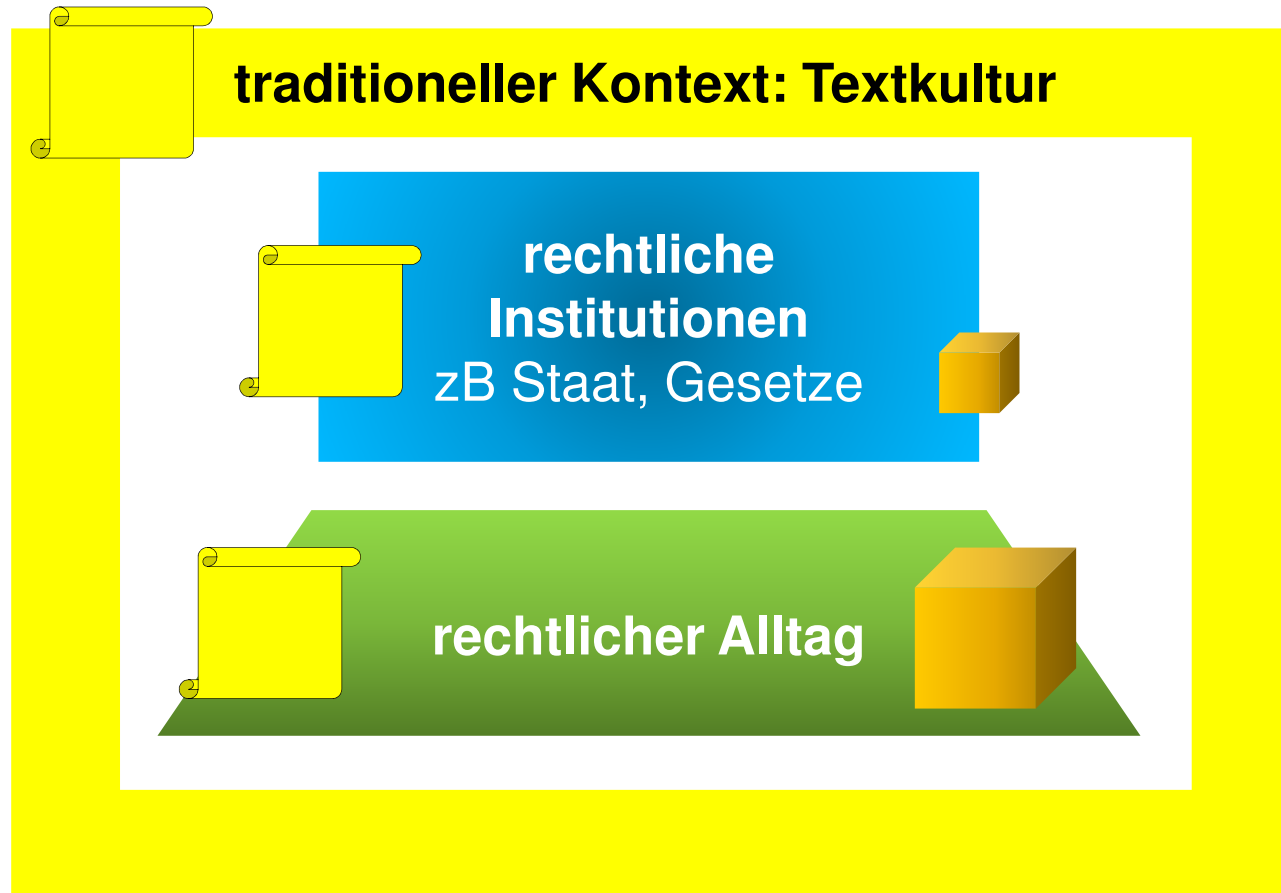 traditioneller Kontext: Textkultur
rechtliche
Institutionen
zB Staat, Gesetze
rechtlicher Alltag